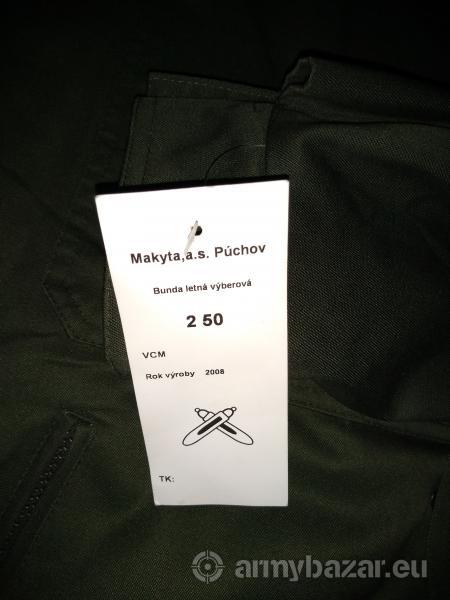 Makyta,a.s. Púchov
Bunda letná výberová
2 50
VCM
Rok výroby 2008
TK:
armybazar.eu